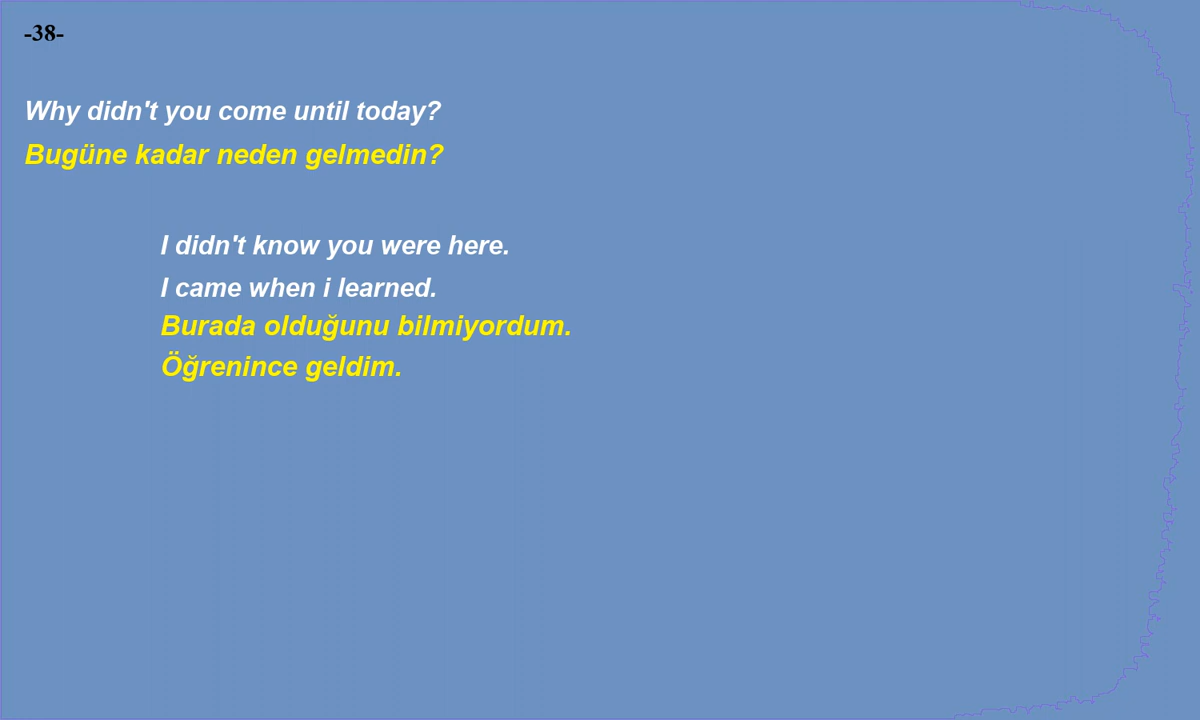 -38-
Why didn't you come until today?
Bugüne kadar neden gelmedin?
I didn't know you were here.
I came when i learned.
Burada olduğunu bilmiyordum.
Öğrenince geldim.